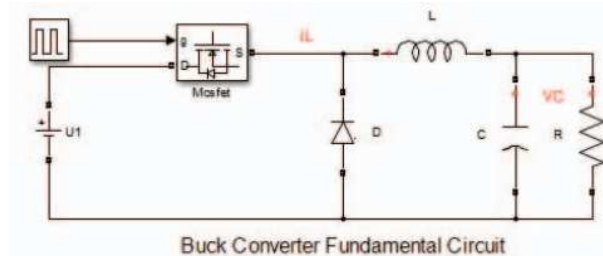 iL
L
g
S
D
Mosfet
+
U1
D
C
VC
R
Buck Converter Fundamental Circuit